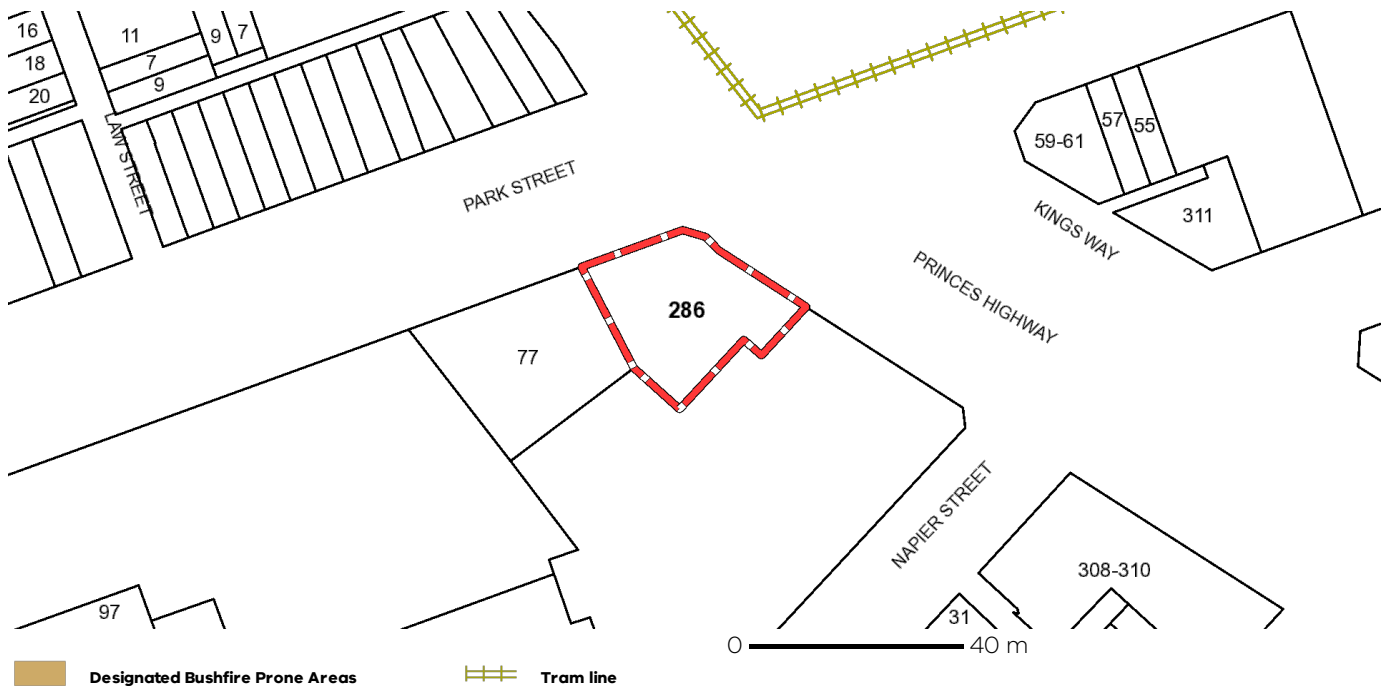 16
11
9
7
18
7
20
9
LAW STREET
PARK STREET
59-61
57
55
311
KINGS WAY
PRINCES HIGHWAY
286
77
NAPIER STREET
308-310
97
31
0 40 m
Designated Bushfire Prone Areas
Tram line